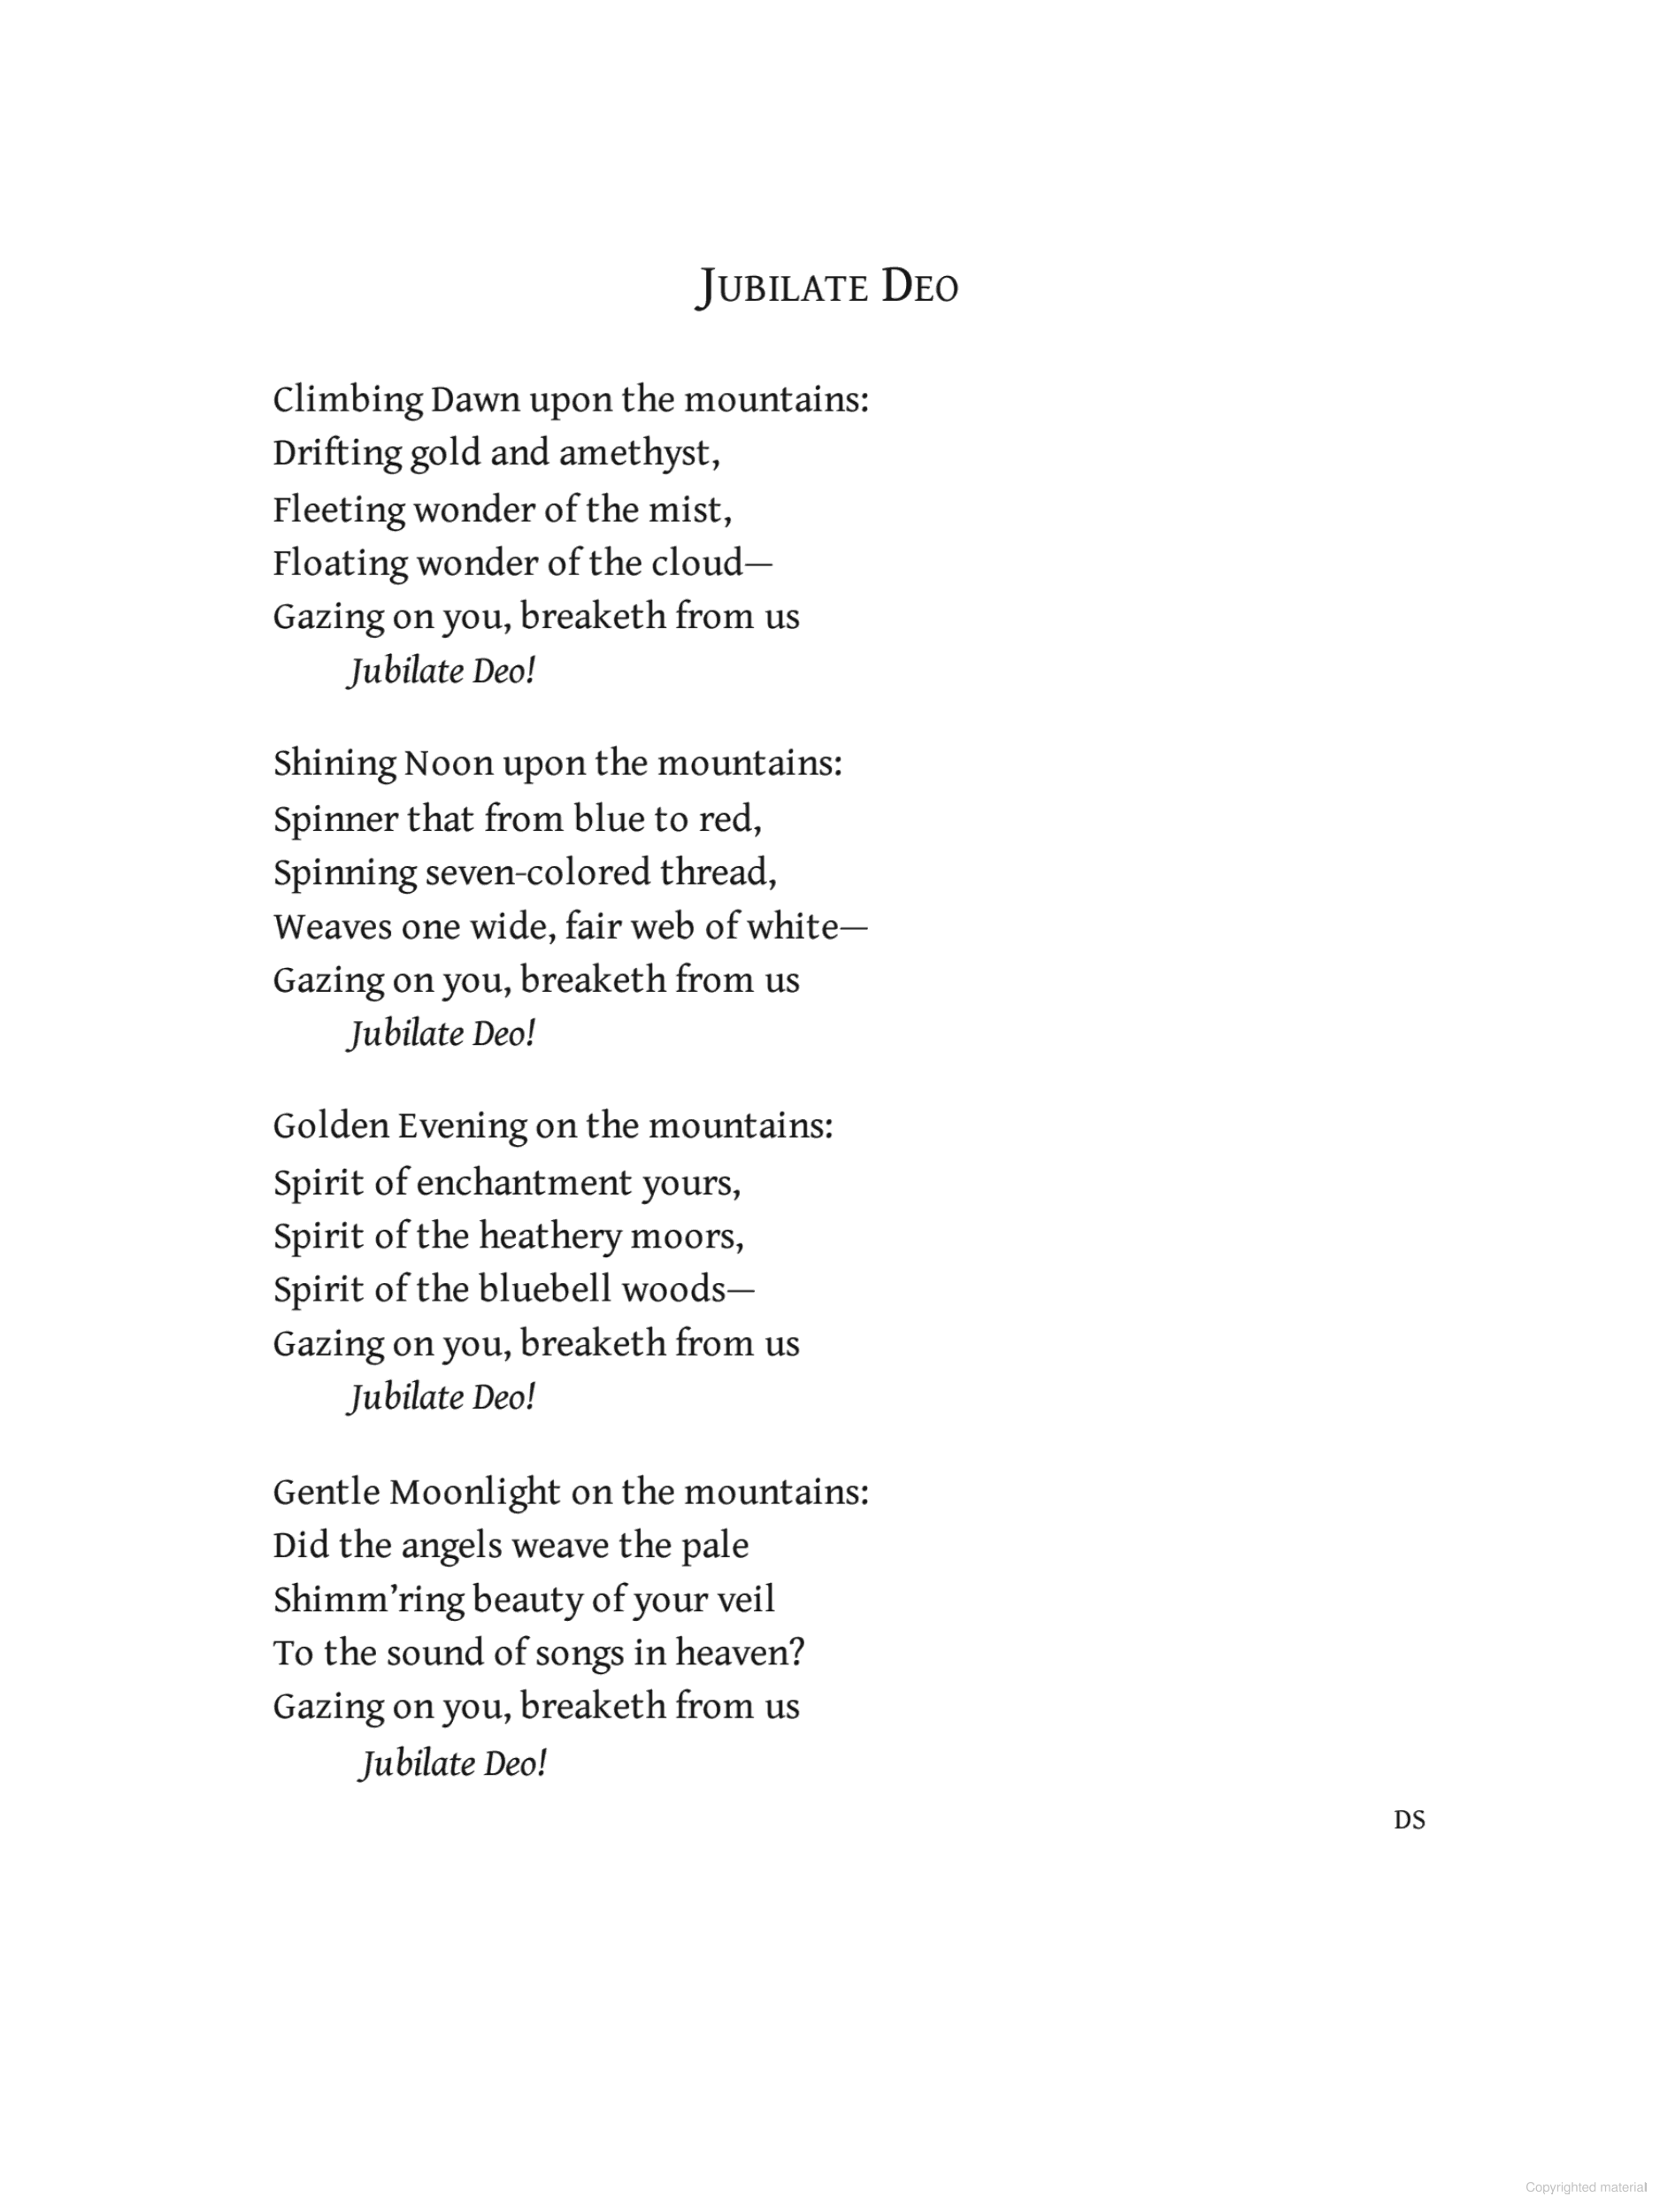 Jubilate Deo
Climbing Dawn upon the mountains:
Drifting gold and amethyst,
Fleeting wonder of the mist,
Floating wonder of the cloud—
Gazing on you, breaketh from us
Jubilate Deo!
Shining Noon upon the mountains:
Spinner that from blue to red,
Spinning seven-colored thread,
Weaves one wide, fair web of white—
Gazing on you, breaketh from us
Jubilate Deo!
Golden Evening on the mountains:
Spirit of enchantment yours,
Spirit of the heathery moors,
Spirit of the bluebell woods—
Gazing on you, breaketh from us
Jubilate Deo!
Gentle Moonlight on the mountains:
Did the angels weave the pale
Shimm’ring beauty of your veil
To the sound of songs in heaven?
Gazing on you, breaketh from us
Jubilate Deo!
DS
Copyrighted material